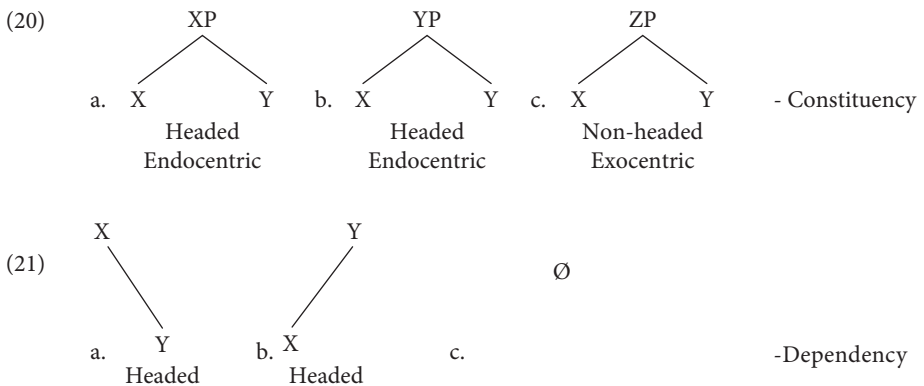 (20) XP YP ZP
a. X Y b. X Y c. X Y - Constituency
Headed Headed Non-headed
Endocentric Endocentric Exocentric
X Y
(21) Ø
a. Y b. X c. -Dependency
Headed Headed